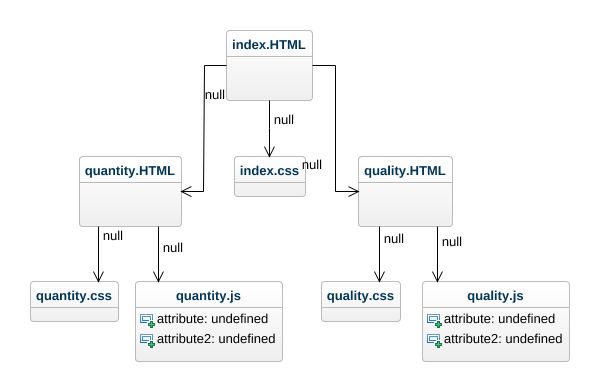 index.HTML
null
null
quantity.HTML
index.css
null
quality.HTML
null
null
null
null
quantity.css
quantity.js
attribute: undefined
attribute2: undefined
quality.css
quality.js
attribute: undefined
attribute2: undefined